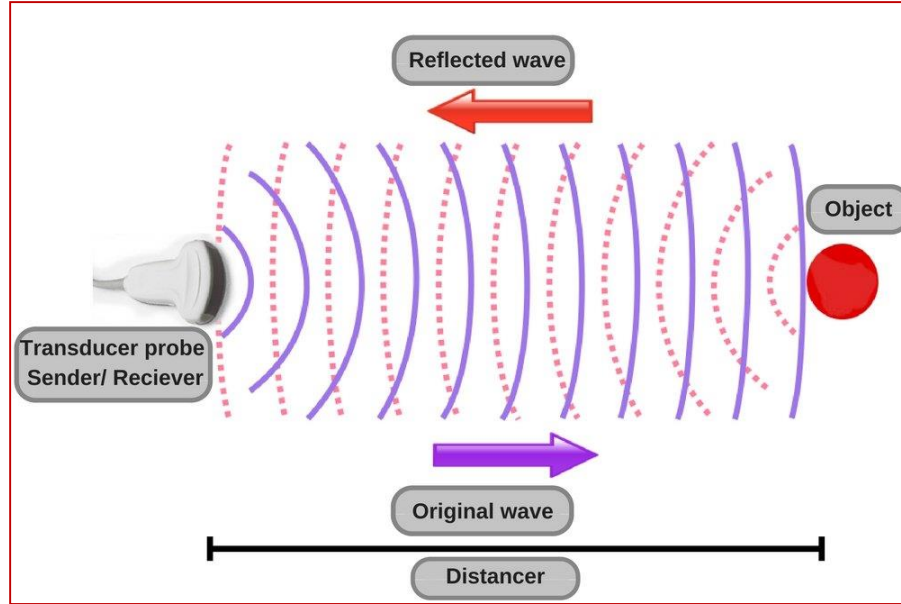 Reflected wave
Object
Transducer probe
Sender/ Reciever
Original wave
Distancer